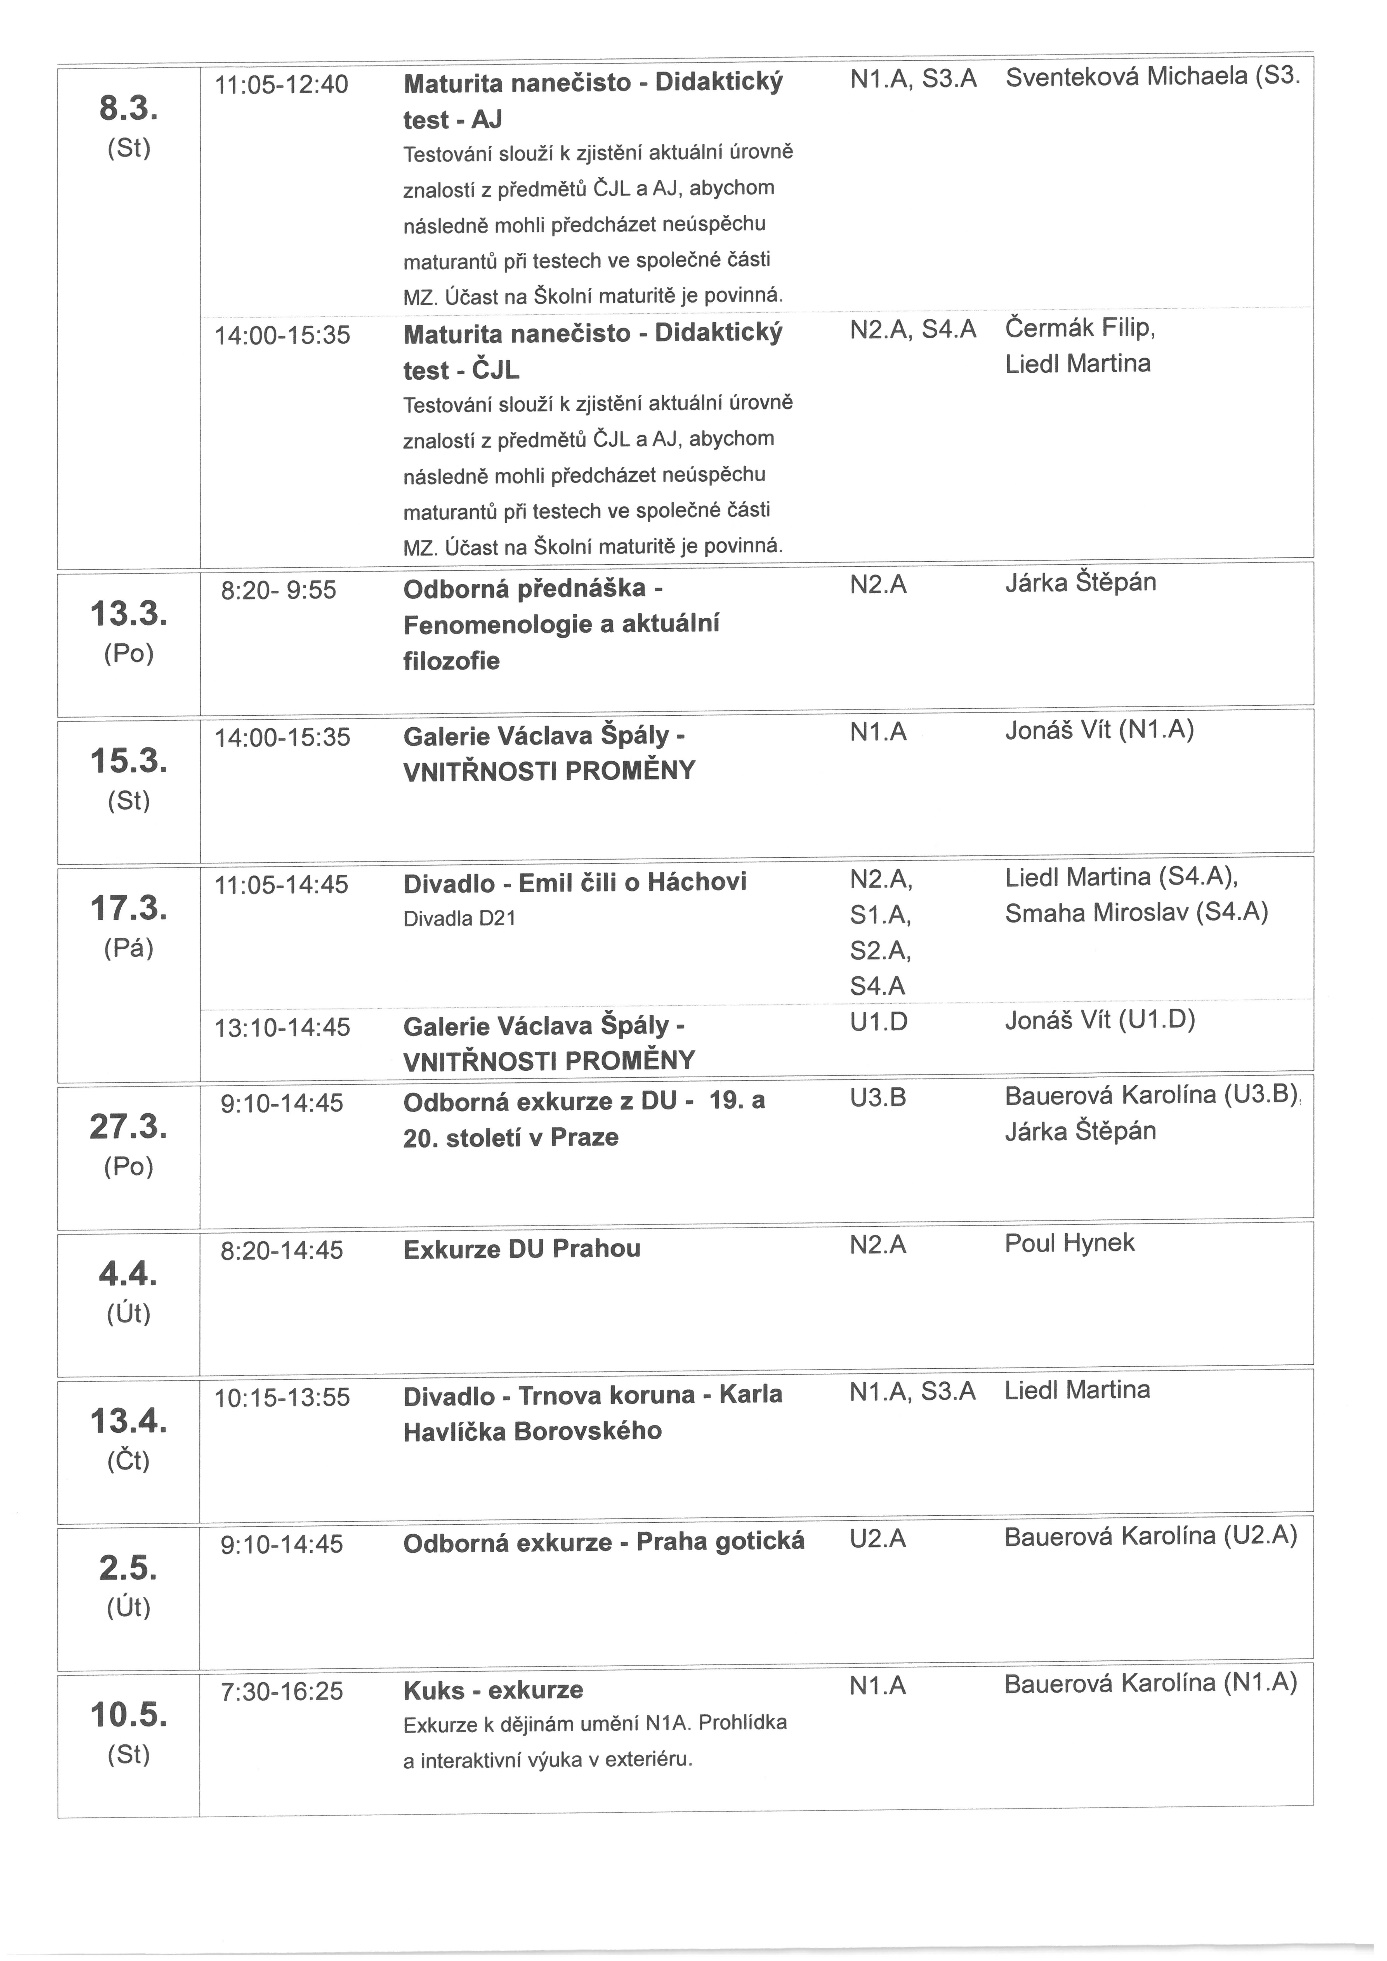 8.3.
(St)
11:05-12:40
Maturita nanečisto - Didaktický
test - AJ
Testování slouží k zjistění aktuální úrovně
znalostí z předmětů ČJL a AJ, abychom
následně mohli předcházet neúspěchu
maturantů při testech ve společné části
MZ. Účast na Školní maturitě je povinná.
N1.A, S3.A
Sventeková Michaela (S3.
14:00-15:35
Maturita nanečisto - Didaktický
test - ČJL
Testování slouží k zjistění aktuální úrovně
znalostí z předmětů ČJL a AJ, abychom
následně mohli předcházet neúspěchu
maturantů při testech ve společné části
MZ. Účast na Školní maturitě je povinná.
N2.A, S4.A
Čermák Filip,
Liedl Martina
13.3.
(Po)
8:20- 9:55
Odborná přednáška -
Fenomenologie a aktuální
filozofie
N2.A
Járka Štěpán
15.3.
(St)
14:00-15:35
Galerie Václava Špály -
VNITŘNOSTI PROMĚNY
N1.A
Jonáš Vít (N1.A)
17.3.
(Pá)
11:05-14:45
Divadlo - Emil čili o Háchovi
Divadla D21
N2.A,
S1.A,
S2.A,
S4.A
Liedl Martina (S4.A),
Smaha Miroslav (S4.A)
13:10-14:45
Galerie Václava Špály -
VNITŘNOSTI PROMĚNY
U1.D
Jonáš Vít (U1.D)
27.3.
(Po)
9:10-14:45
Odborná exkurze z DU - 19. a
20. století v Praze
U3.B
Bauerová Karolína (U3.B),
Járka Štěpán
4.4.
(Út)
8:20-14:45
Exkurze DU Prahou
N2.A
Poul Hynek
13.4.
(Čt)
10:15-13:55
Divadlo - Trnova koruna - Karla
Havlíčka Borovského
N1.A, S3.A
Liedl Martina
2.5.
(Út)
9:10-14:45
Odborná exkurze - Praha gotická
U2.A
Bauerová Karolína (U2.A)
10.5.
(St)
7:30-16:25
Kuks - exkurze
Exkurze k dějinám umění N1A. Prohlídka
a interaktivní výuka v exteriéru.
N1.A
Bauerová Karolína (N1.A)